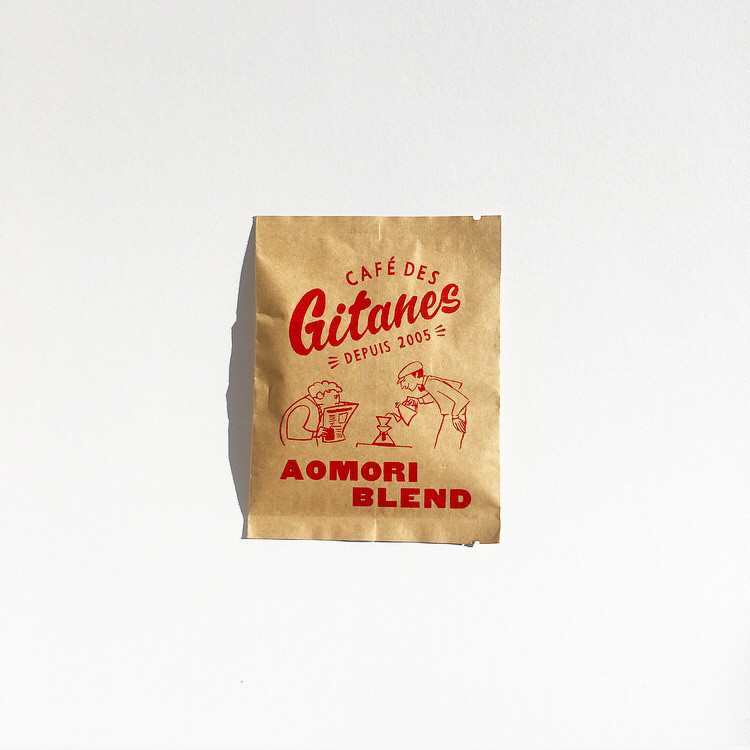 CAFÉ DES
Gitanes
DEPUIS 2005
AOMORI
BLEND